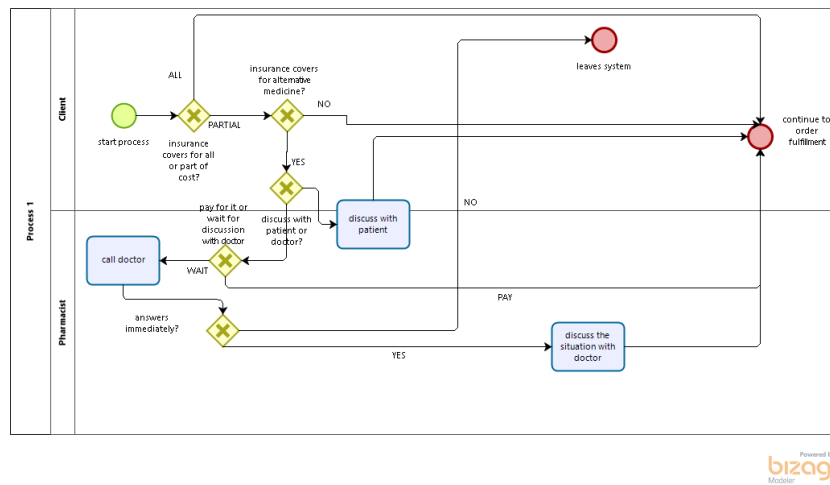 Process 1
Client
Pharmacist
ALL
insurance covers
for alternative
medicine?
leaves system
NO
PARTIAL
start process
insurance
covers for all
or part of
cost?
continue to
order
fulfillment
YES
pay for it or
wait for
discussion
with doctor
discuss with
patient or
doctor?
discuss with
patient
NO
call doctor
WAIT
PAY
answers
immediately?
YES
discuss the
situation with
doctor
Powered b
bizag
Modeler